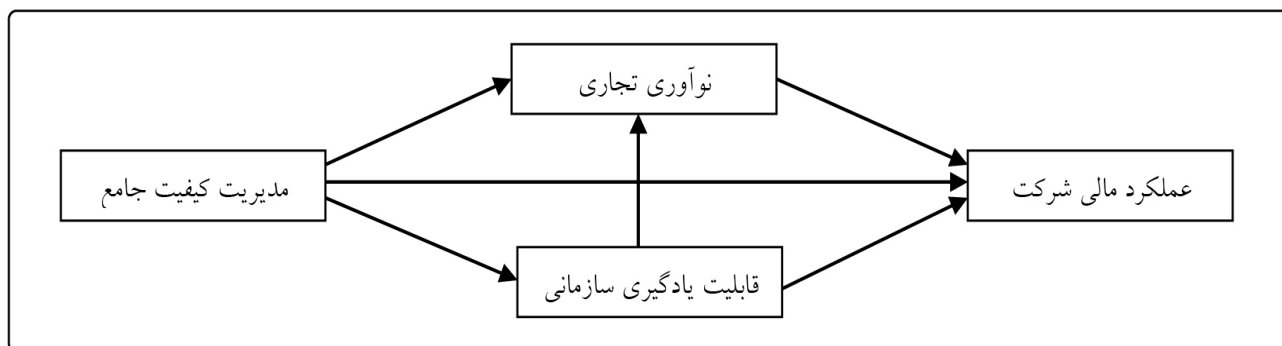 نوآوری تجاری
مدیریت کیفیت جامع
عملکرد مالی شرکت
قابلیت یادگیری سازمانی